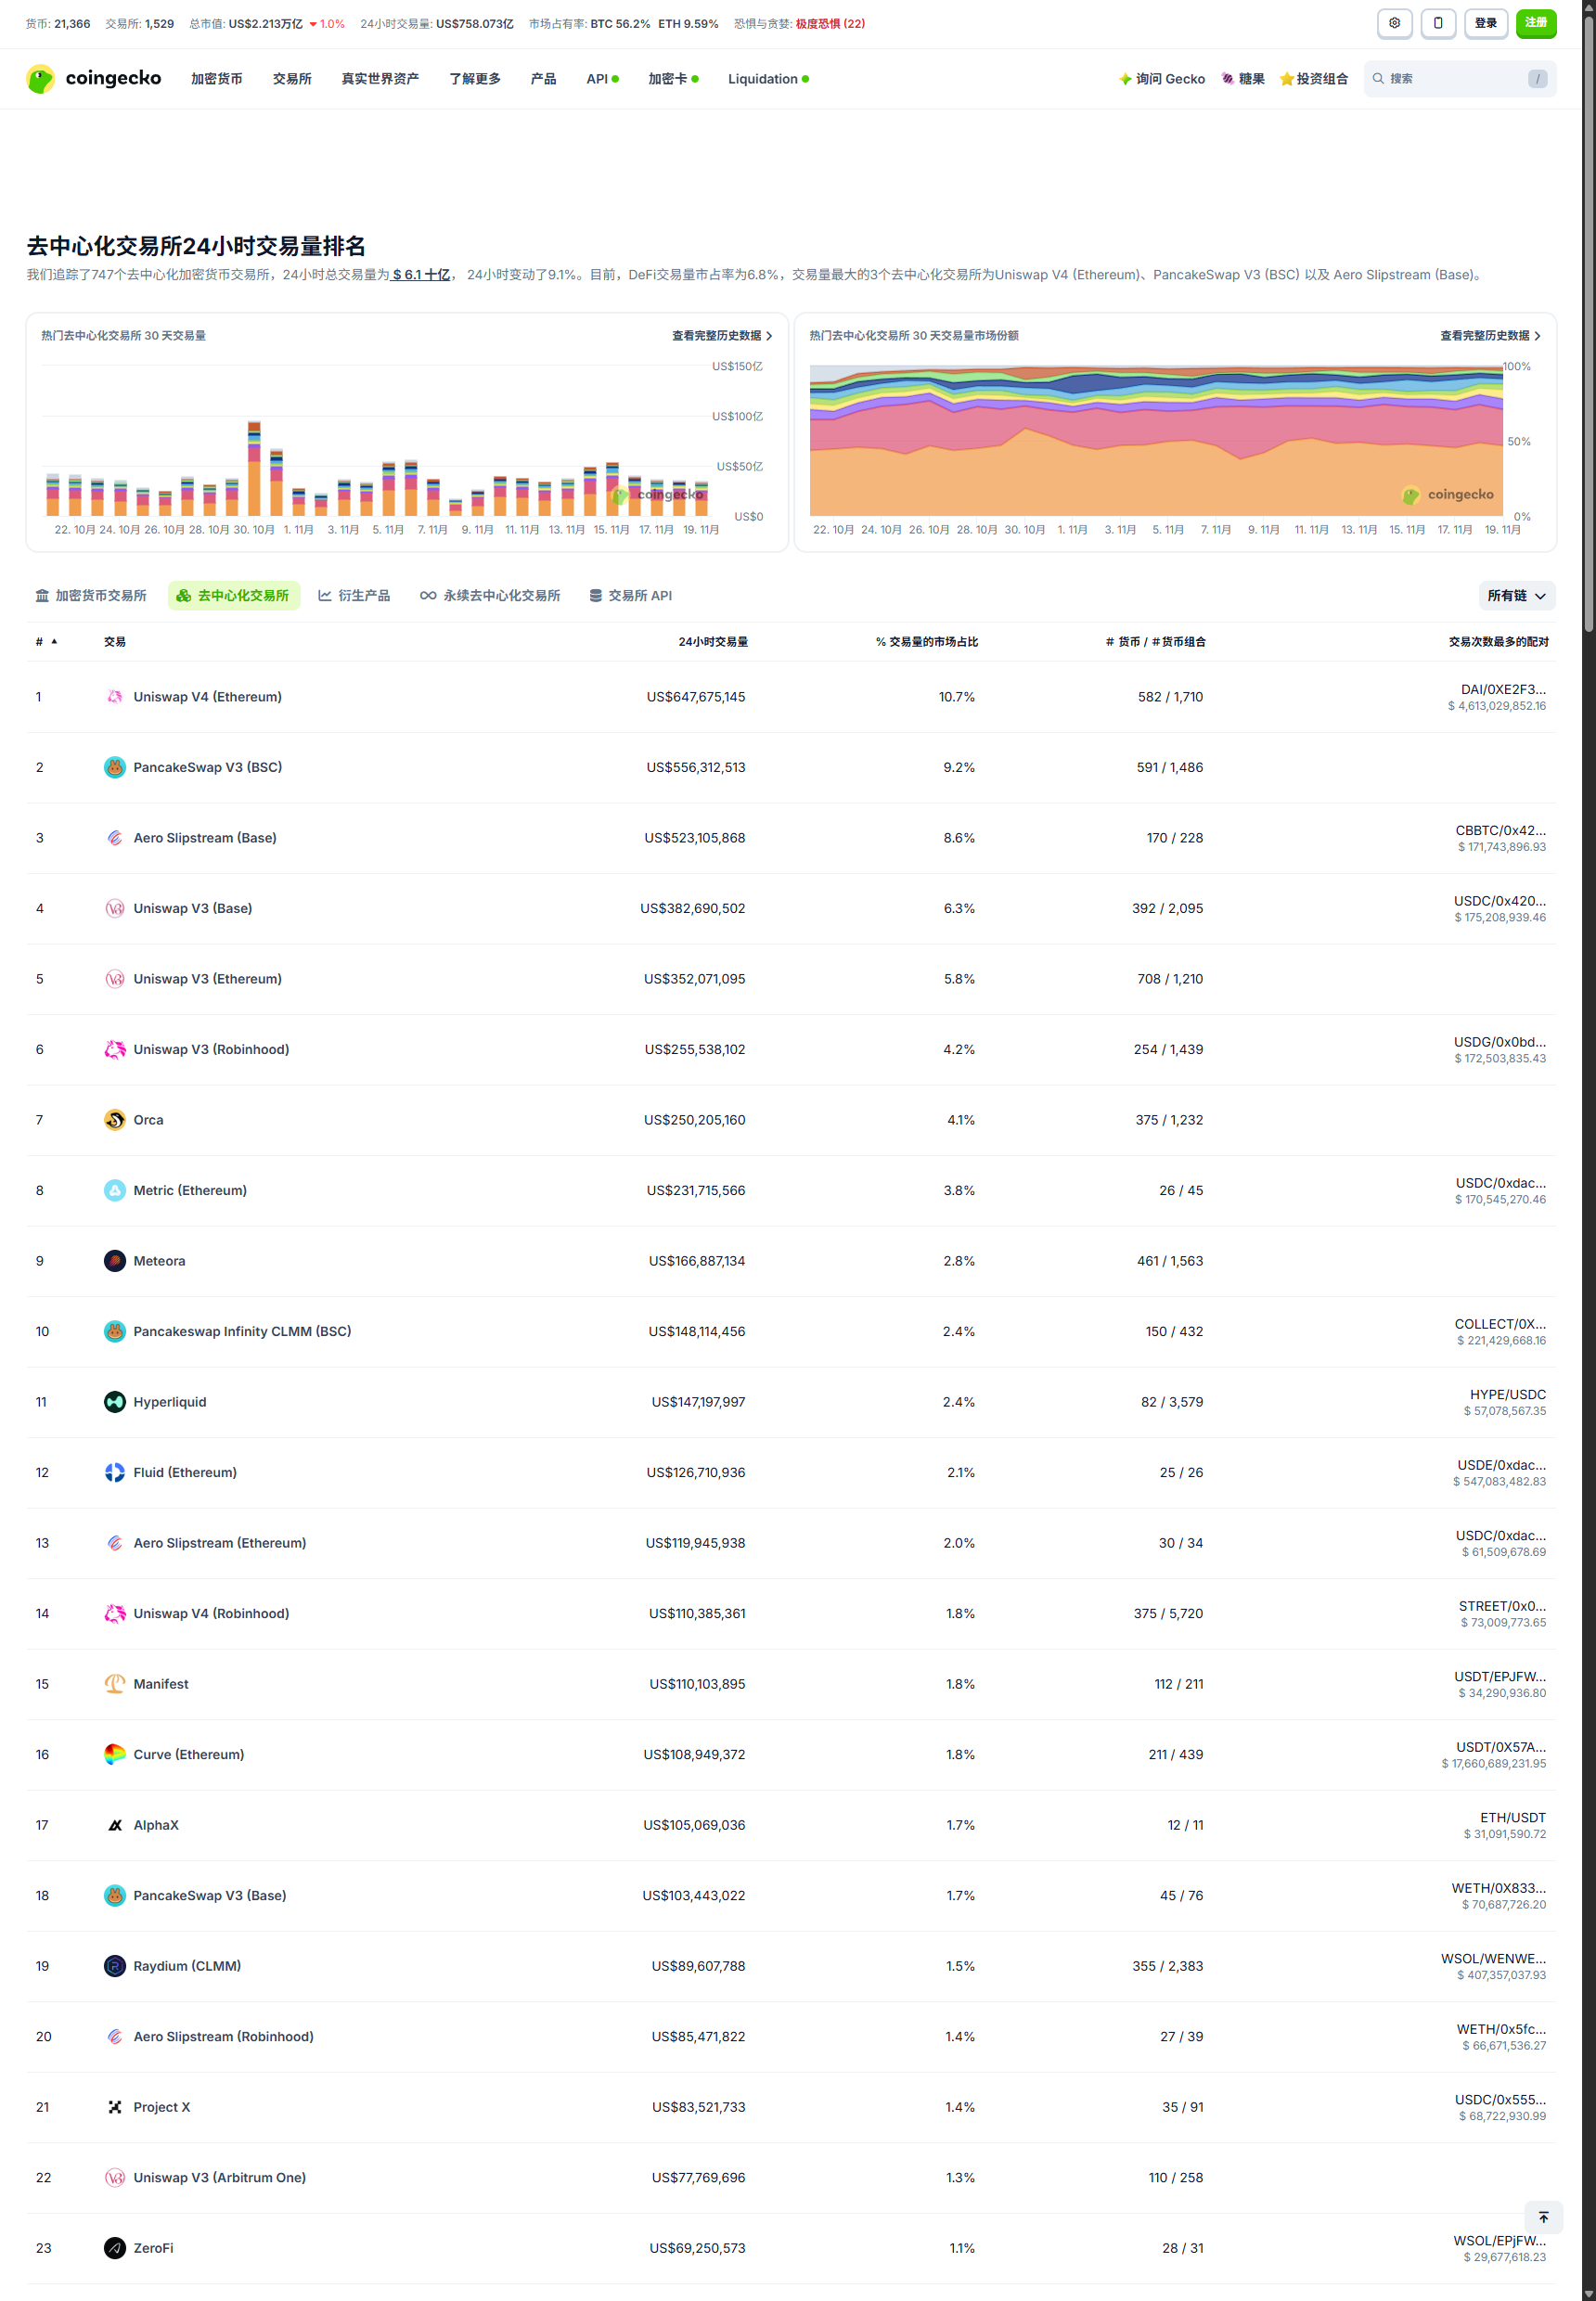 货币: 21,366 交易所: 1,529 总市值: US$2.213万亿 1.0% 24小时交易量: US$758.073亿 市场占有率: BTC 56.2% ETH 9.59% 恐惧与贪婪: 极度恐惧 (22) 登录 注册
coingecko 加密货币 交易所 真实世界资产 了解更多 产品 API 加密卡 Liquidation 询问 Gecko 糖果 投资组合 搜索 /
去中心化交易所24小时交易量排名
我们追踪了747个去中心化加密货币交易所，24小时总交易量为 $ 6.1 十亿， 24小时变动了9.1%。目前，DeFi交易量市占率为6.8%，交易量最大的3个去中心化交易所为Uniswap V4 (Ethereum)、PancakeSwap V3 (BSC) 以及 Aero Slipstream (Base)。
热门去中心化交易所 30 天交易量 查看完整历史数据
US$150亿
US$100亿
US$50亿
US$0
coingecko
22. 10月 24. 10月 26. 10月 28. 10月 30. 10月 1. 11月 3. 11月 5. 11月 7. 11月 9. 11月 11. 11月 13. 11月 15. 11月 17. 11月 19. 11月
热门去中心化交易所 30 天交易量市场份额 查看完整历史数据
100%
50%
0%
coingecko
22. 10月 24. 10月 26. 10月 28. 10月 30. 10月 1. 11月 3. 11月 5. 11月 7. 11月 9. 11月 11. 11月 13. 11月 15. 11月 17. 11月 19. 11月
加密货币交易所 去中心化交易所 衍生产品 永续去中心化交易所 交易所 API 所有链
# 交易 24小时交易量 % 交易量的市场占比 # 货币 / #货币组合 交易次数最多的配对
1 Uniswap V4 (Ethereum) US$647,675,145 10.7% 582 / 1,710 DAI/0XE2F3...
$ 4,613,029,852.16
2 PancakeSwap V3 (BSC) US$556,312,513 9.2% 591 / 1,486
3 Aero Slipstream (Base) US$523,105,868 8.6% 170 / 228 CBBTC/0x42...
$ 171,743,896.93
4 Uniswap V3 (Base) US$382,690,502 6.3% 392 / 2,095 USDC/0x420...
$ 175,208,939.46
5 Uniswap V3 (Ethereum) US$352,071,095 5.8% 708 / 1,210
6 Uniswap V3 (Robinhood) US$255,538,102 4.2% 254 / 1,439 USDG/0x0bd...
$ 172,503,835.43
7 Orca US$250,205,160 4.1% 375 / 1,232
8 Metric (Ethereum) US$231,715,566 3.8% 26 / 45 USDC/0xdac...
$ 170,545,270.46
9 Meteora US$166,887,134 2.8% 461 / 1,563
10 Pancakeswap Infinity CLMM (BSC) US$148,114,456 2.4% 150 / 432 COLLECT/0X...
$ 221,429,668.16
11 Hyperliquid US$147,197,997 2.4% 82 / 3,579 HYPE/USDC
$ 57,078,567.35
12 Fluid (Ethereum) US$126,710,936 2.1% 25 / 26 USDE/0xdac...
$ 547,083,482.83
13 Aero Slipstream (Ethereum) US$119,945,938 2.0% 30 / 34 USDC/0xdac...
$ 61,509,678.69
14 Uniswap V4 (Robinhood) US$110,385,361 1.8% 375 / 5,720 STREET/0x0...
$ 73,009,773.65
15 Manifest US$110,103,895 1.8% 112 / 211 USDT/EPJFW...
$ 34,290,936.80
16 Curve (Ethereum) US$108,949,372 1.8% 211 / 439 USDT/0X57A...
$ 17,660,689,231.95
17 AlphaX US$105,069,036 1.7% 12 / 11 ETH/USDT
$ 31,091,590.72
18 PancakeSwap V3 (Base) US$103,443,022 1.7% 45 / 76 WETH/0X833...
$ 70,687,726.20
19 Raydium (CLMM) US$89,607,788 1.5% 355 / 2,383 WSOL/WENWE...
$ 407,357,037.93
20 Aero Slipstream (Robinhood) US$85,471,822 1.4% 27 / 39 WETH/0x5fc...
$ 66,671,536.27
21 Project X US$83,521,733 1.4% 35 / 91 USDC/0x555...
$ 68,722,930.99
22 Uniswap V3 (Arbitrum One) US$77,769,696 1.3% 110 / 258
23 ZeroFi US$69,250,573 1.1% 28 / 31 WSOL/EPjFW...
$ 29,677,618.23